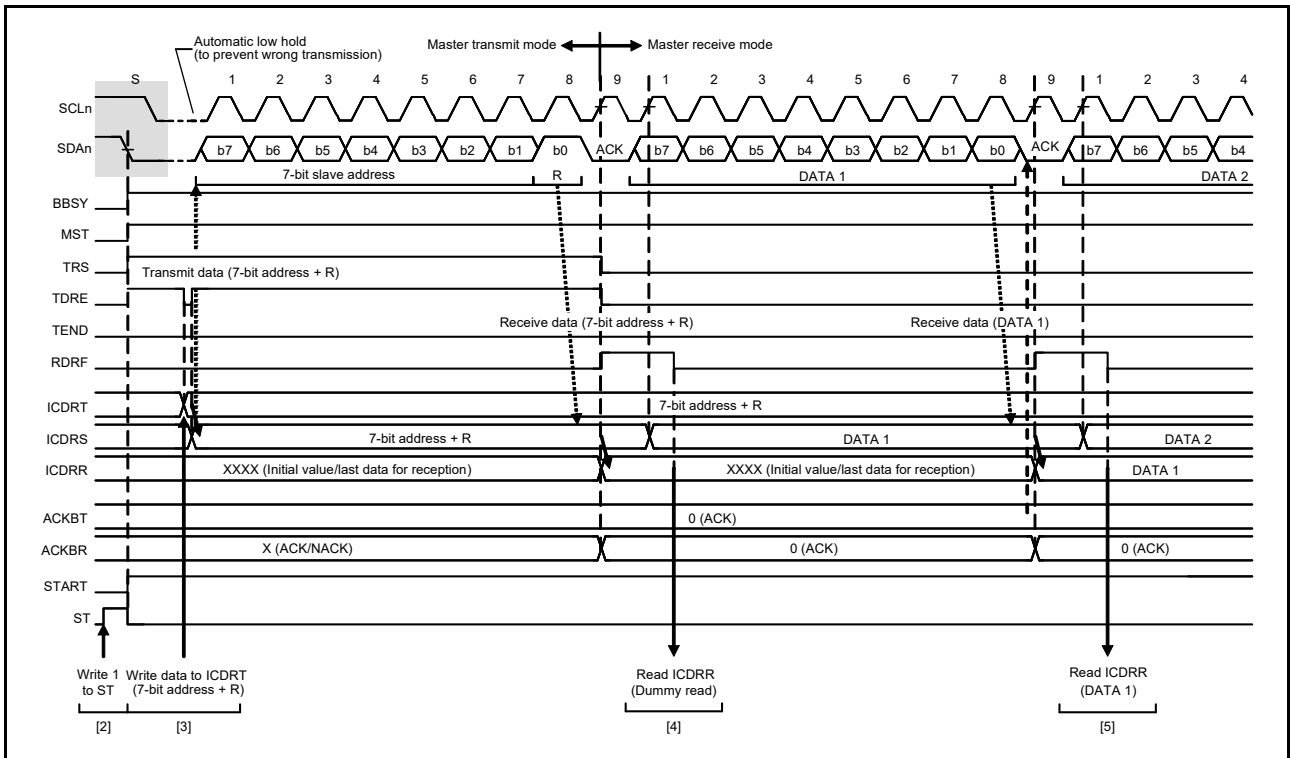 Automatic low hold
(to prevent wrong transmission)
Master transmit mode
Master receive mode
S 1 2 3 4 5 6 7 8 9 1 2 3 4 5 6 7 8 9 1 2 3 4
SCLn
SDAn b7 b6 b5 b4 b3 b2 b1 b0 ACK b7 b6 b5 b4 b3 b2 b1 b0 ACK b7 b6 b5 b4
7-bit slave address R DATA 1 DATA 2
BBSY
MST
TRS
Transmit data (7-bit address + R)
TDRE
TEND Receive data (7-bit address + R) Receive data (DATA 1)
RDRF
ICDRT 7-bit address + R
ICDRS 7-bit address + R DATA 1 DATA 2
ICDRR XXXX (Initial value/last data for reception) XXXX (Initial value/last data for reception) DATA 1
ACKBT 0 (ACK)
ACKBR X (ACK/NACK) 0 (ACK) 0 (ACK)
START
ST
Write 1
to ST
Write data to ICDRT
(7-bit address + R)
Read ICDRR
(Dummy read)
Read ICDRR
(DATA 1)
[2] [3] [4] [5]